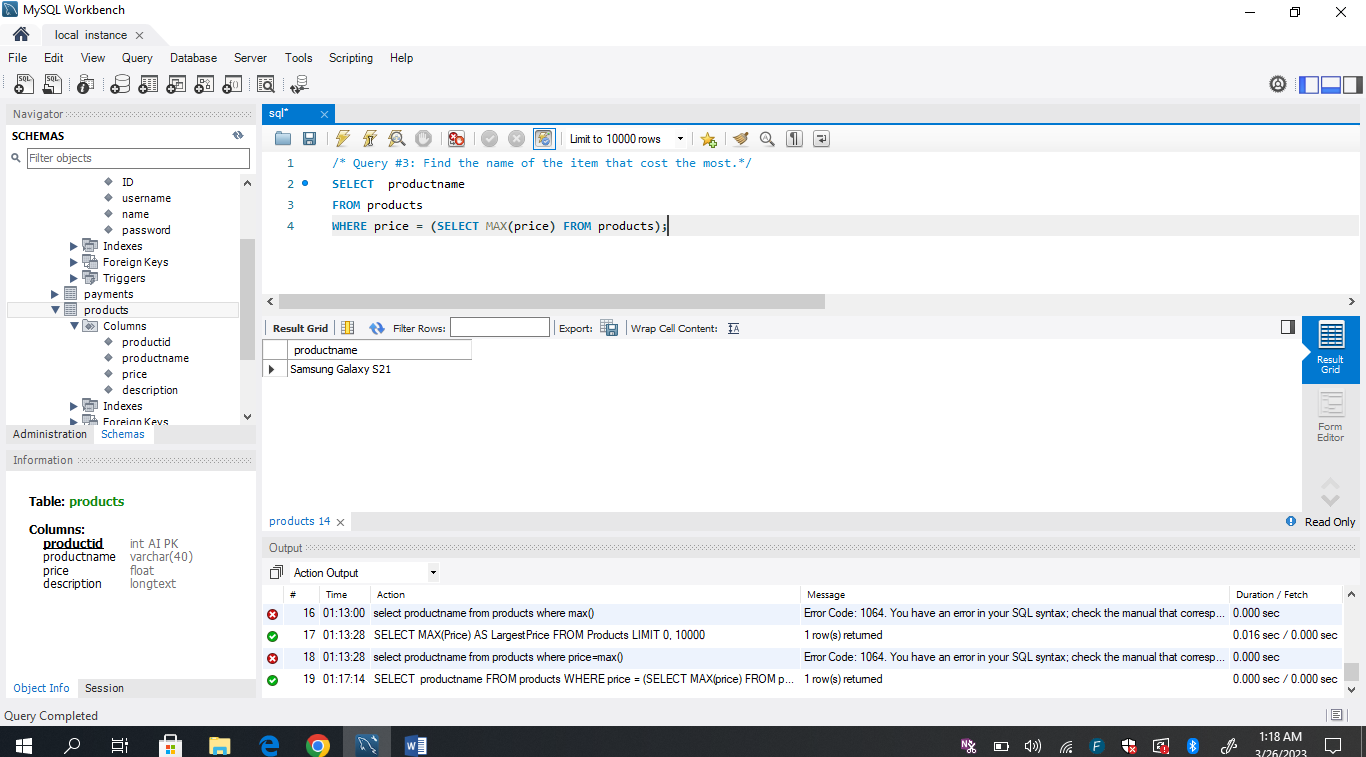 MySQL Workbench
local instance
File Edit View Query Database Server Tools Scripting Help
Navigator
SCHEMAS
Filter objects
ID
username
name
password
Indexes
Foreign Keys
Triggers
payments
products
Columns
productid
productname
price
description
Indexes
Foreign Keys
Administration Schemas
Information
Table: products
Columns:
productid int AI PK
productname varchar(40)
price float
description longtext
Object Info Session
sql*
Limit to 10000 rows
1 /* Query #3: Find the name of the item that cost the most.*/
2 SELECT productname
3 FROM products
4 WHERE price = (SELECT MAX(price) FROM products);
Result Grid Filter Rows: Export: Wrap Cell Content:
productname
Samsung Galaxy S21
Result
Grid
Form
Editor
products 14
Read Only
Output
Action Output
# Time Action Message Duration / Fetch
16 01:13:00 select productname from products where max() Error Code: 1064. You have an error in your SQL syntax; check the manual that corresp... 0.000 sec
17 01:13:28 SELECT MAX(Price) AS LargestPrice FROM Products LIMIT 0, 10000 1 row(s) returned 0.016 sec / 0.000 sec
18 01:13:28 select productname from products where price=max() Error Code: 1064. You have an error in your SQL syntax; check the manual that corresp... 0.000 sec
19 01:17:14 SELECT productname FROM products WHERE price = (SELECT MAX(price) FROM p... 1 row(s) returned 0.000 sec / 0.000 sec
Query Completed
1:18 AM
3/26/2023